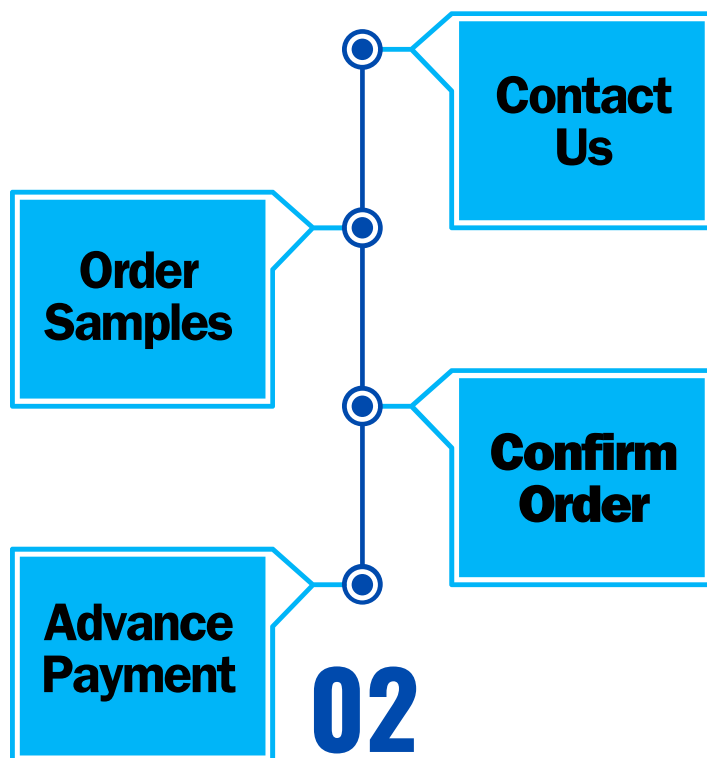 Contact
Us
Order
Samples
Confirm
Order
Advance
Payment
02